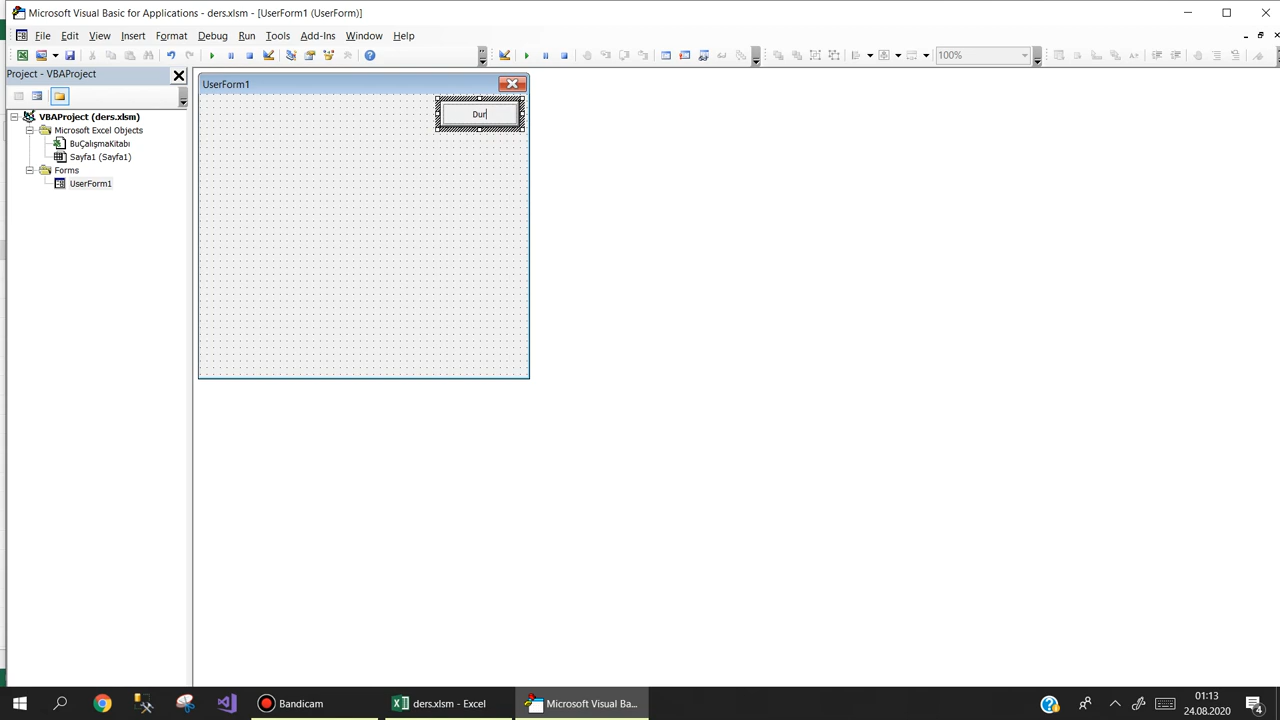 Microsoft Visual Basic for Applications - ders.xlsm - [UserForm1 (UserForm)]
File Edit View Insert Format Debug Run Tools Add-Ins Window Help
100%
Project - VBAProject
UserForm1
VBAProject (ders.xlsm)
Microsoft Excel Objects
BuÇalışmaKitabı
Sayfa1 (Sayfa1)
Forms
UserForm1
Dur
Bandicam
ders.xlsm - Excel
Microsoft Visual Ba...
01:13
24.08.2020
4